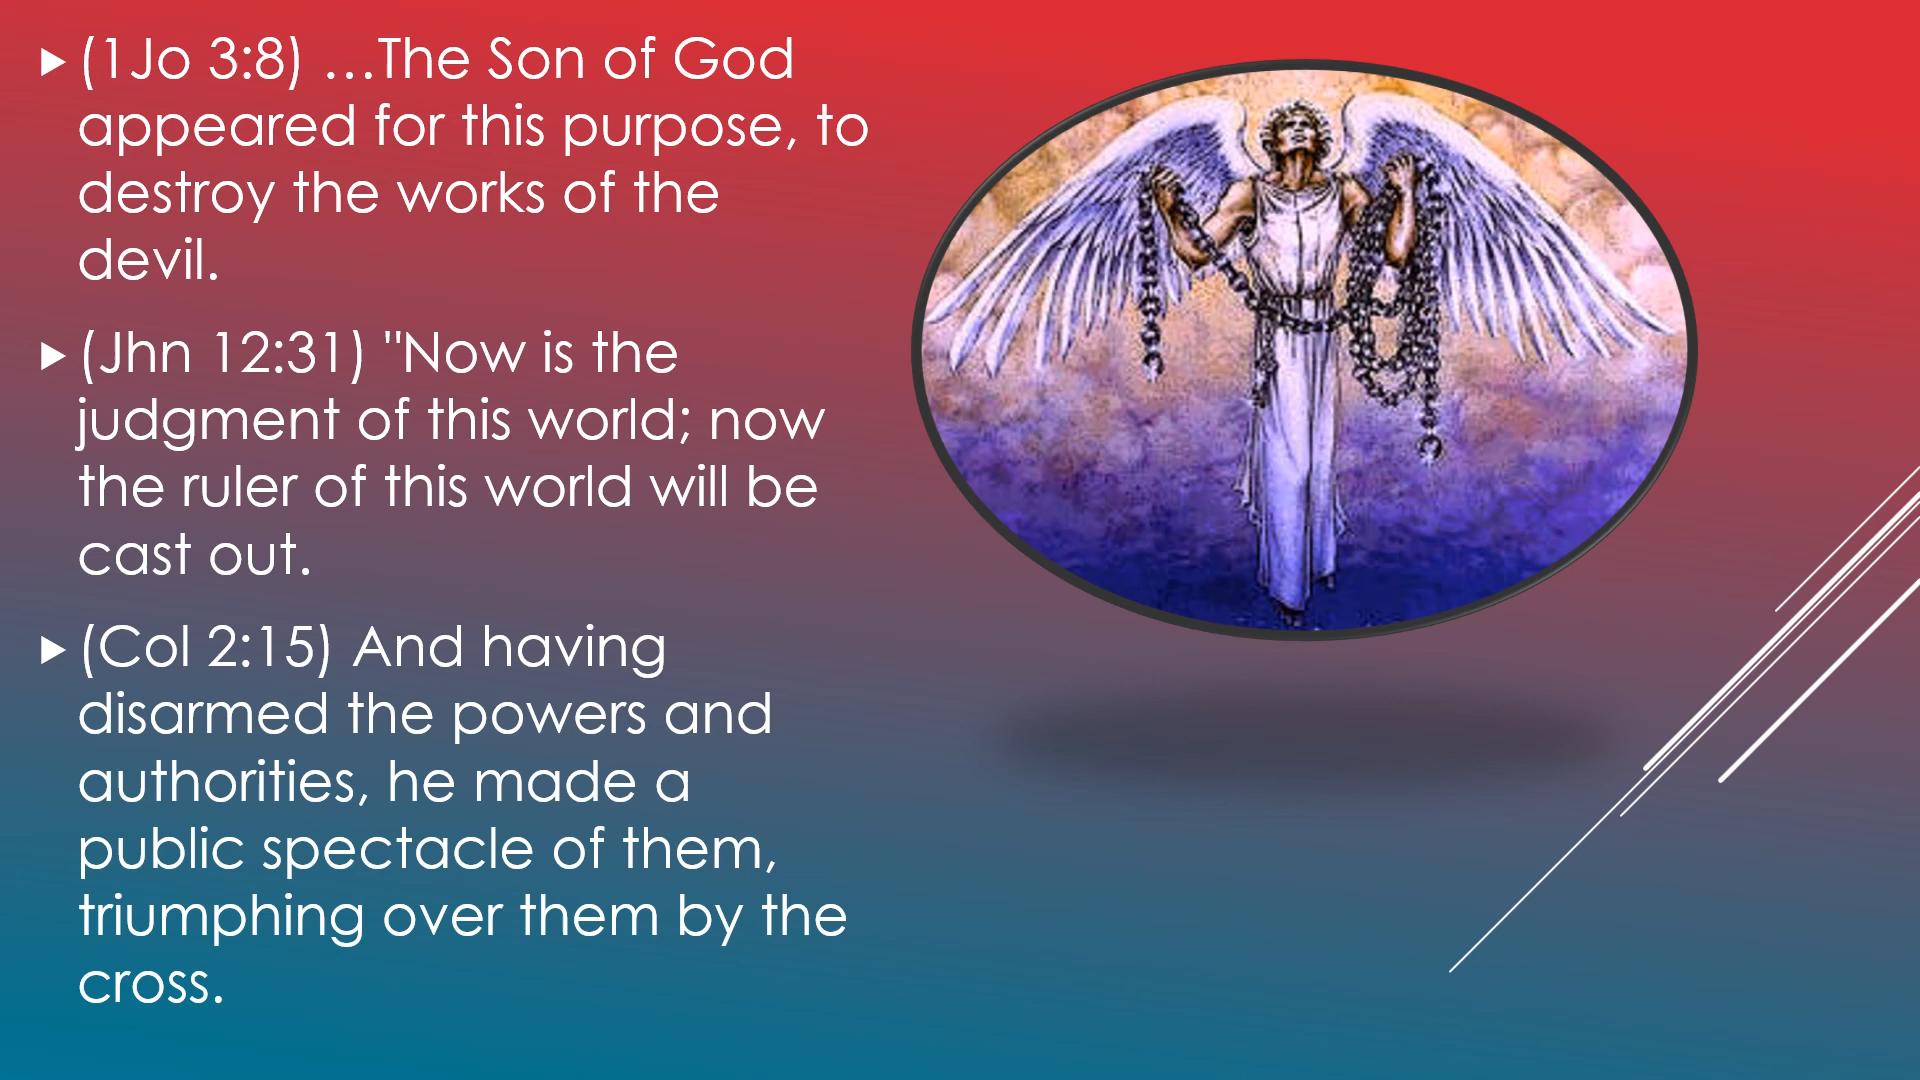 (1Jo 3:8) …The Son of God
appeared for this purpose, to
destroy the works of the
devil.
(Jhn 12:31) "Now is the
judgment of this world; now
the ruler of this world will be
cast out.
(Col 2:15) And having
disarmed the powers and
authorities, he made a
public spectacle of them,
triumphing over them by the
cross.